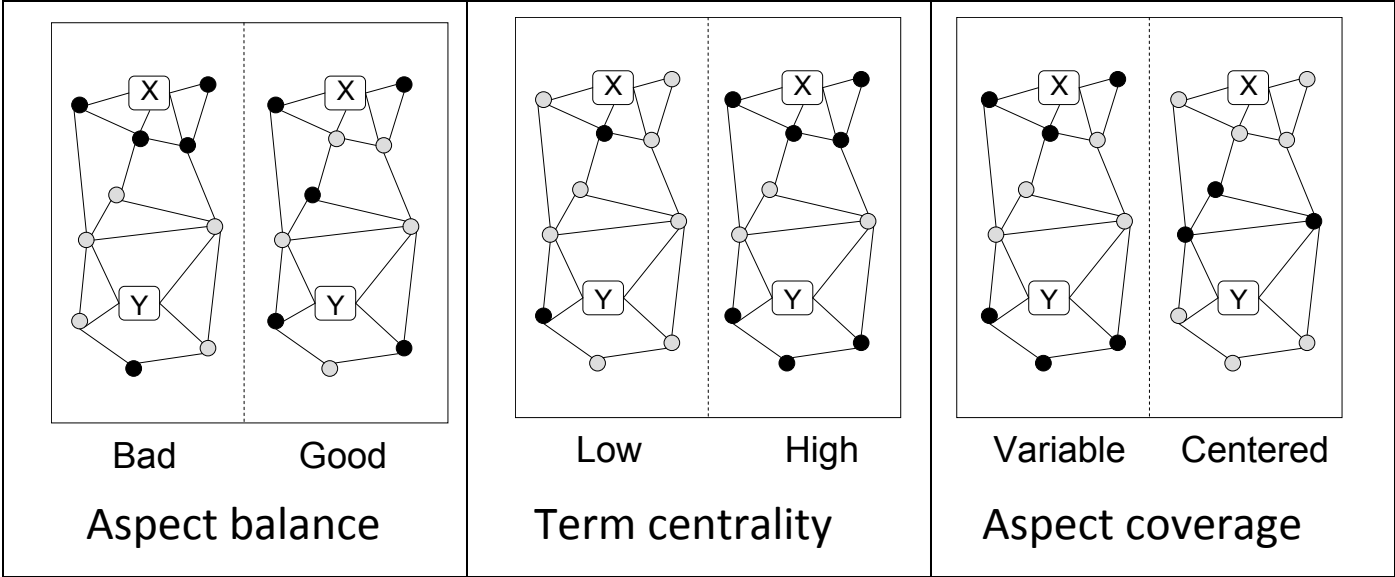 X X X X X X
Y Y Y Y Y Y
Bad Good Low High Variable Centered
Aspect balance Term centrality Aspect coverage